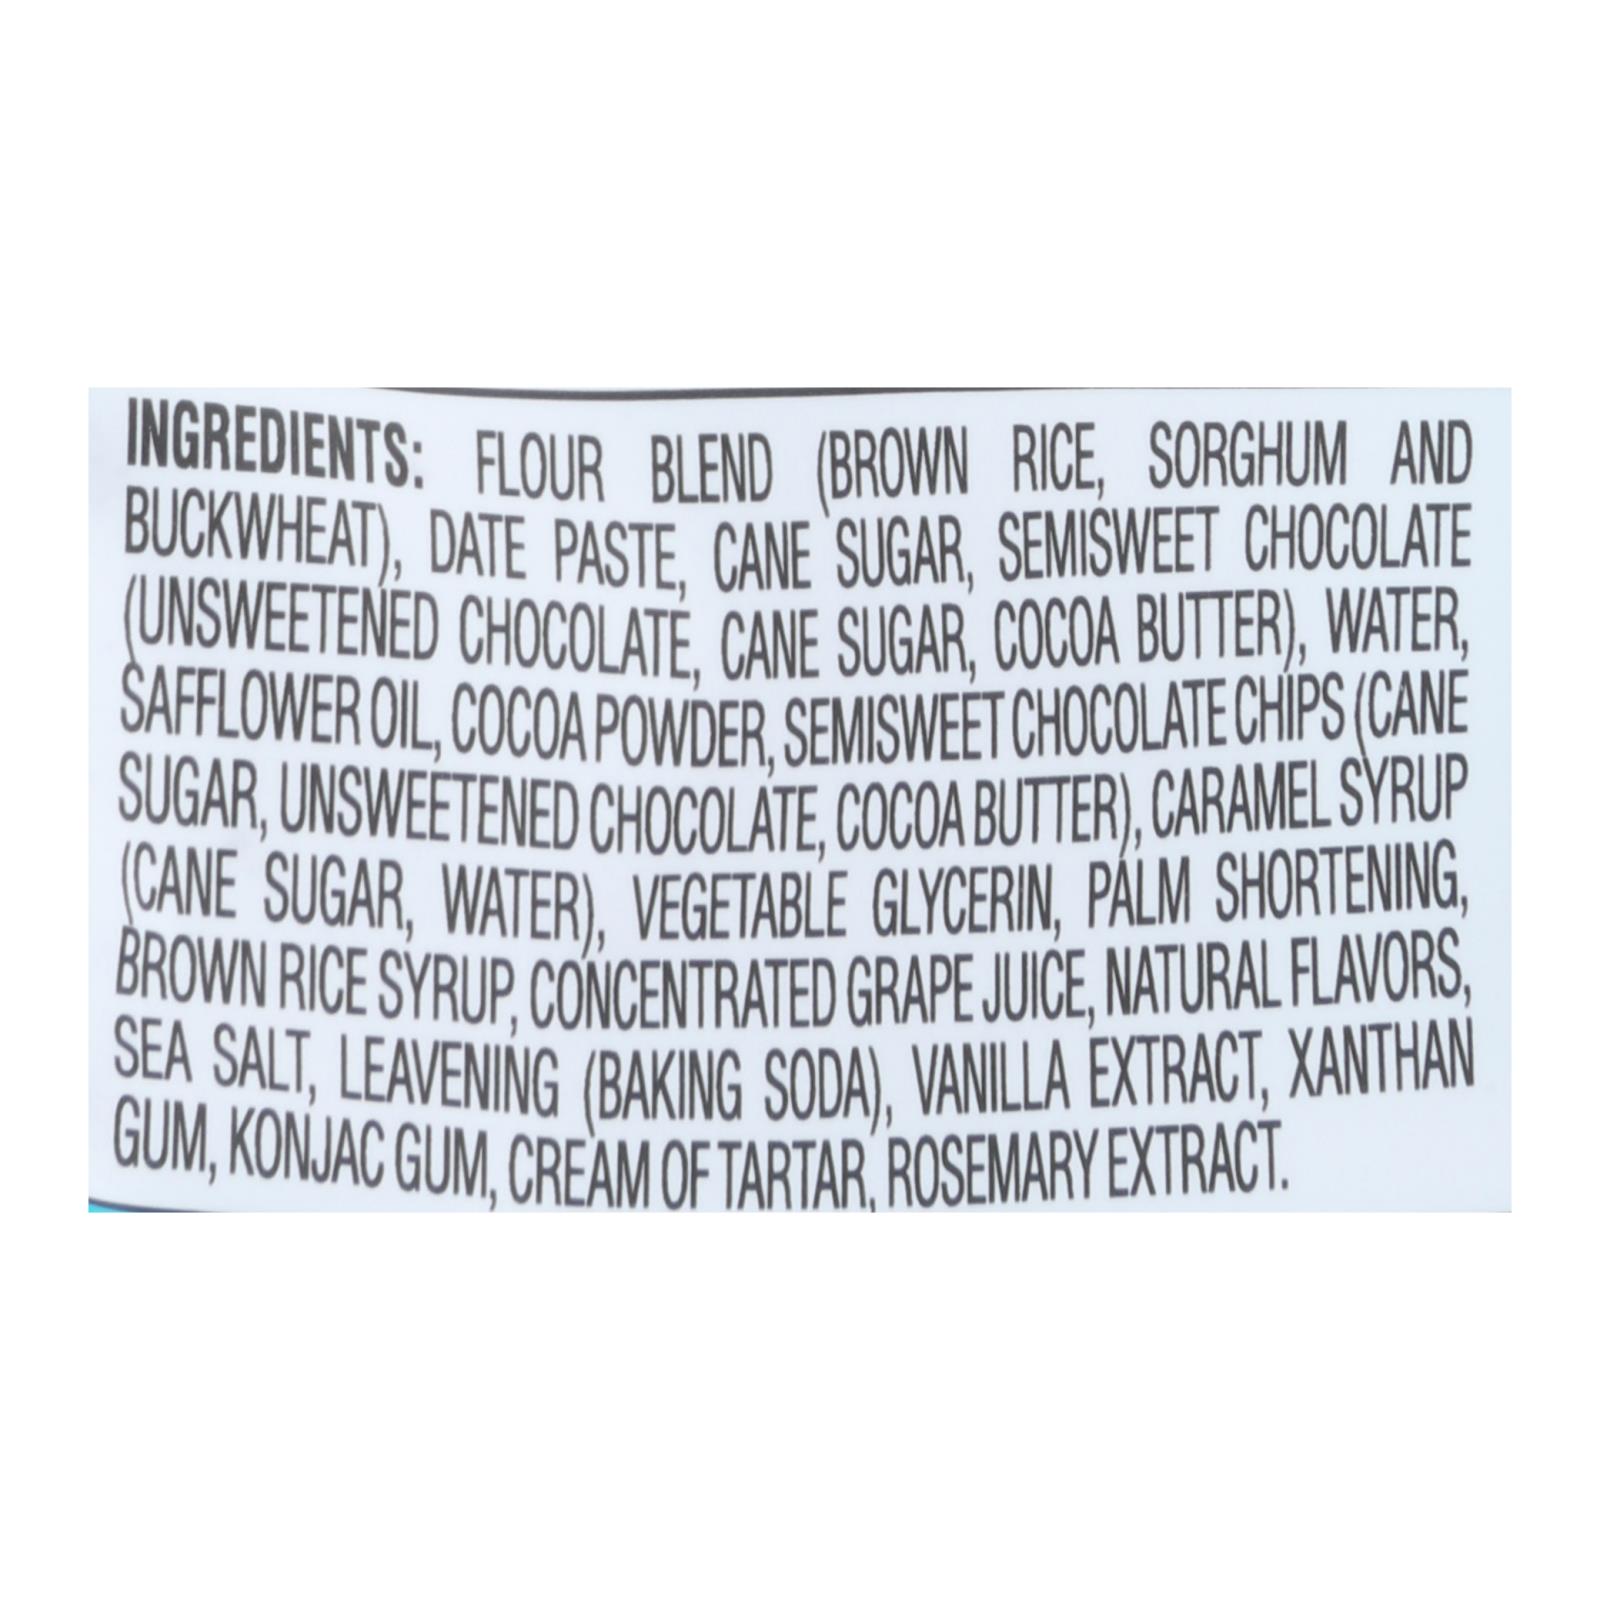 INGREDIENTS: FLOUR BLEND (BROWN RICE, SORGHUM AND
BUCKWHEAT), DATE PASTE, CANE SUGAR, SEMISWEET CHOCOLATE
(UNSWEETENED CHOCOLATE, CANE SUGAR, COCOA BUTTER), WATER,
SAFFLOWER OIL, COCOA POWDER, SEMISWEET CHOCOLATE CHIPS (CANE
SUGAR, UNSWEETENED CHOCOLATE, COCOA BUTTER), CARAMEL SYRUP
(CANE SUGAR, WATER), VEGETABLE GLYCERIN, PALM SHORTENING,
BROWN RICE SYRUP, CONCENTRATED GRAPE JUICE, NATURAL FLAVORS,
SEA SALT, LEAVENING (BAKING SODA), VANILLA EXTRACT, XANTHAN
GUM, KONJAC GUM, CREAM OF TARTAR, ROSEMARY EXTRACT.